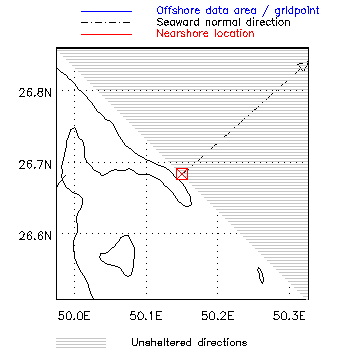 Offshore data area / gridpoint
Seaward normal direction
Nearshore location
26.8N
26.7N
26.6N
50.0E 50.1E 50.2E 50.3E
Unsheltered directions